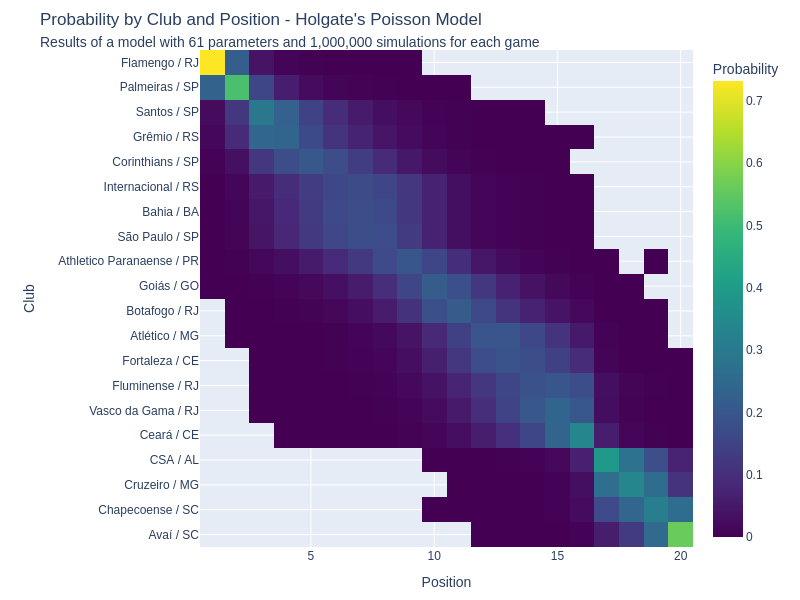 Probability by Club and Position - Holgate's Poisson Model
Results of a model with 61 parameters and 1,000,000 simulations for each game
Probability
Flamengo / RJ
Palmeiras / SP
Santos / SP
Grêmio / RS
Corinthians / SP
Internacional / RS
Bahia / BA
São Paulo / SP
Athletico Paranaense / PR
Goiás / GO
Botafogo / RJ
Atlético / MG
Fortaleza / CE
Fluminense / RJ
Vasco da Gama / RJ
Ceará / CE
CSA / AL
Cruzeiro / MG
Chapecoense / SC
Avaí / SC
Club
5
10
15
20
Position
0.7
0.6
0.5
0.4
0.3
0.2
0.1
0